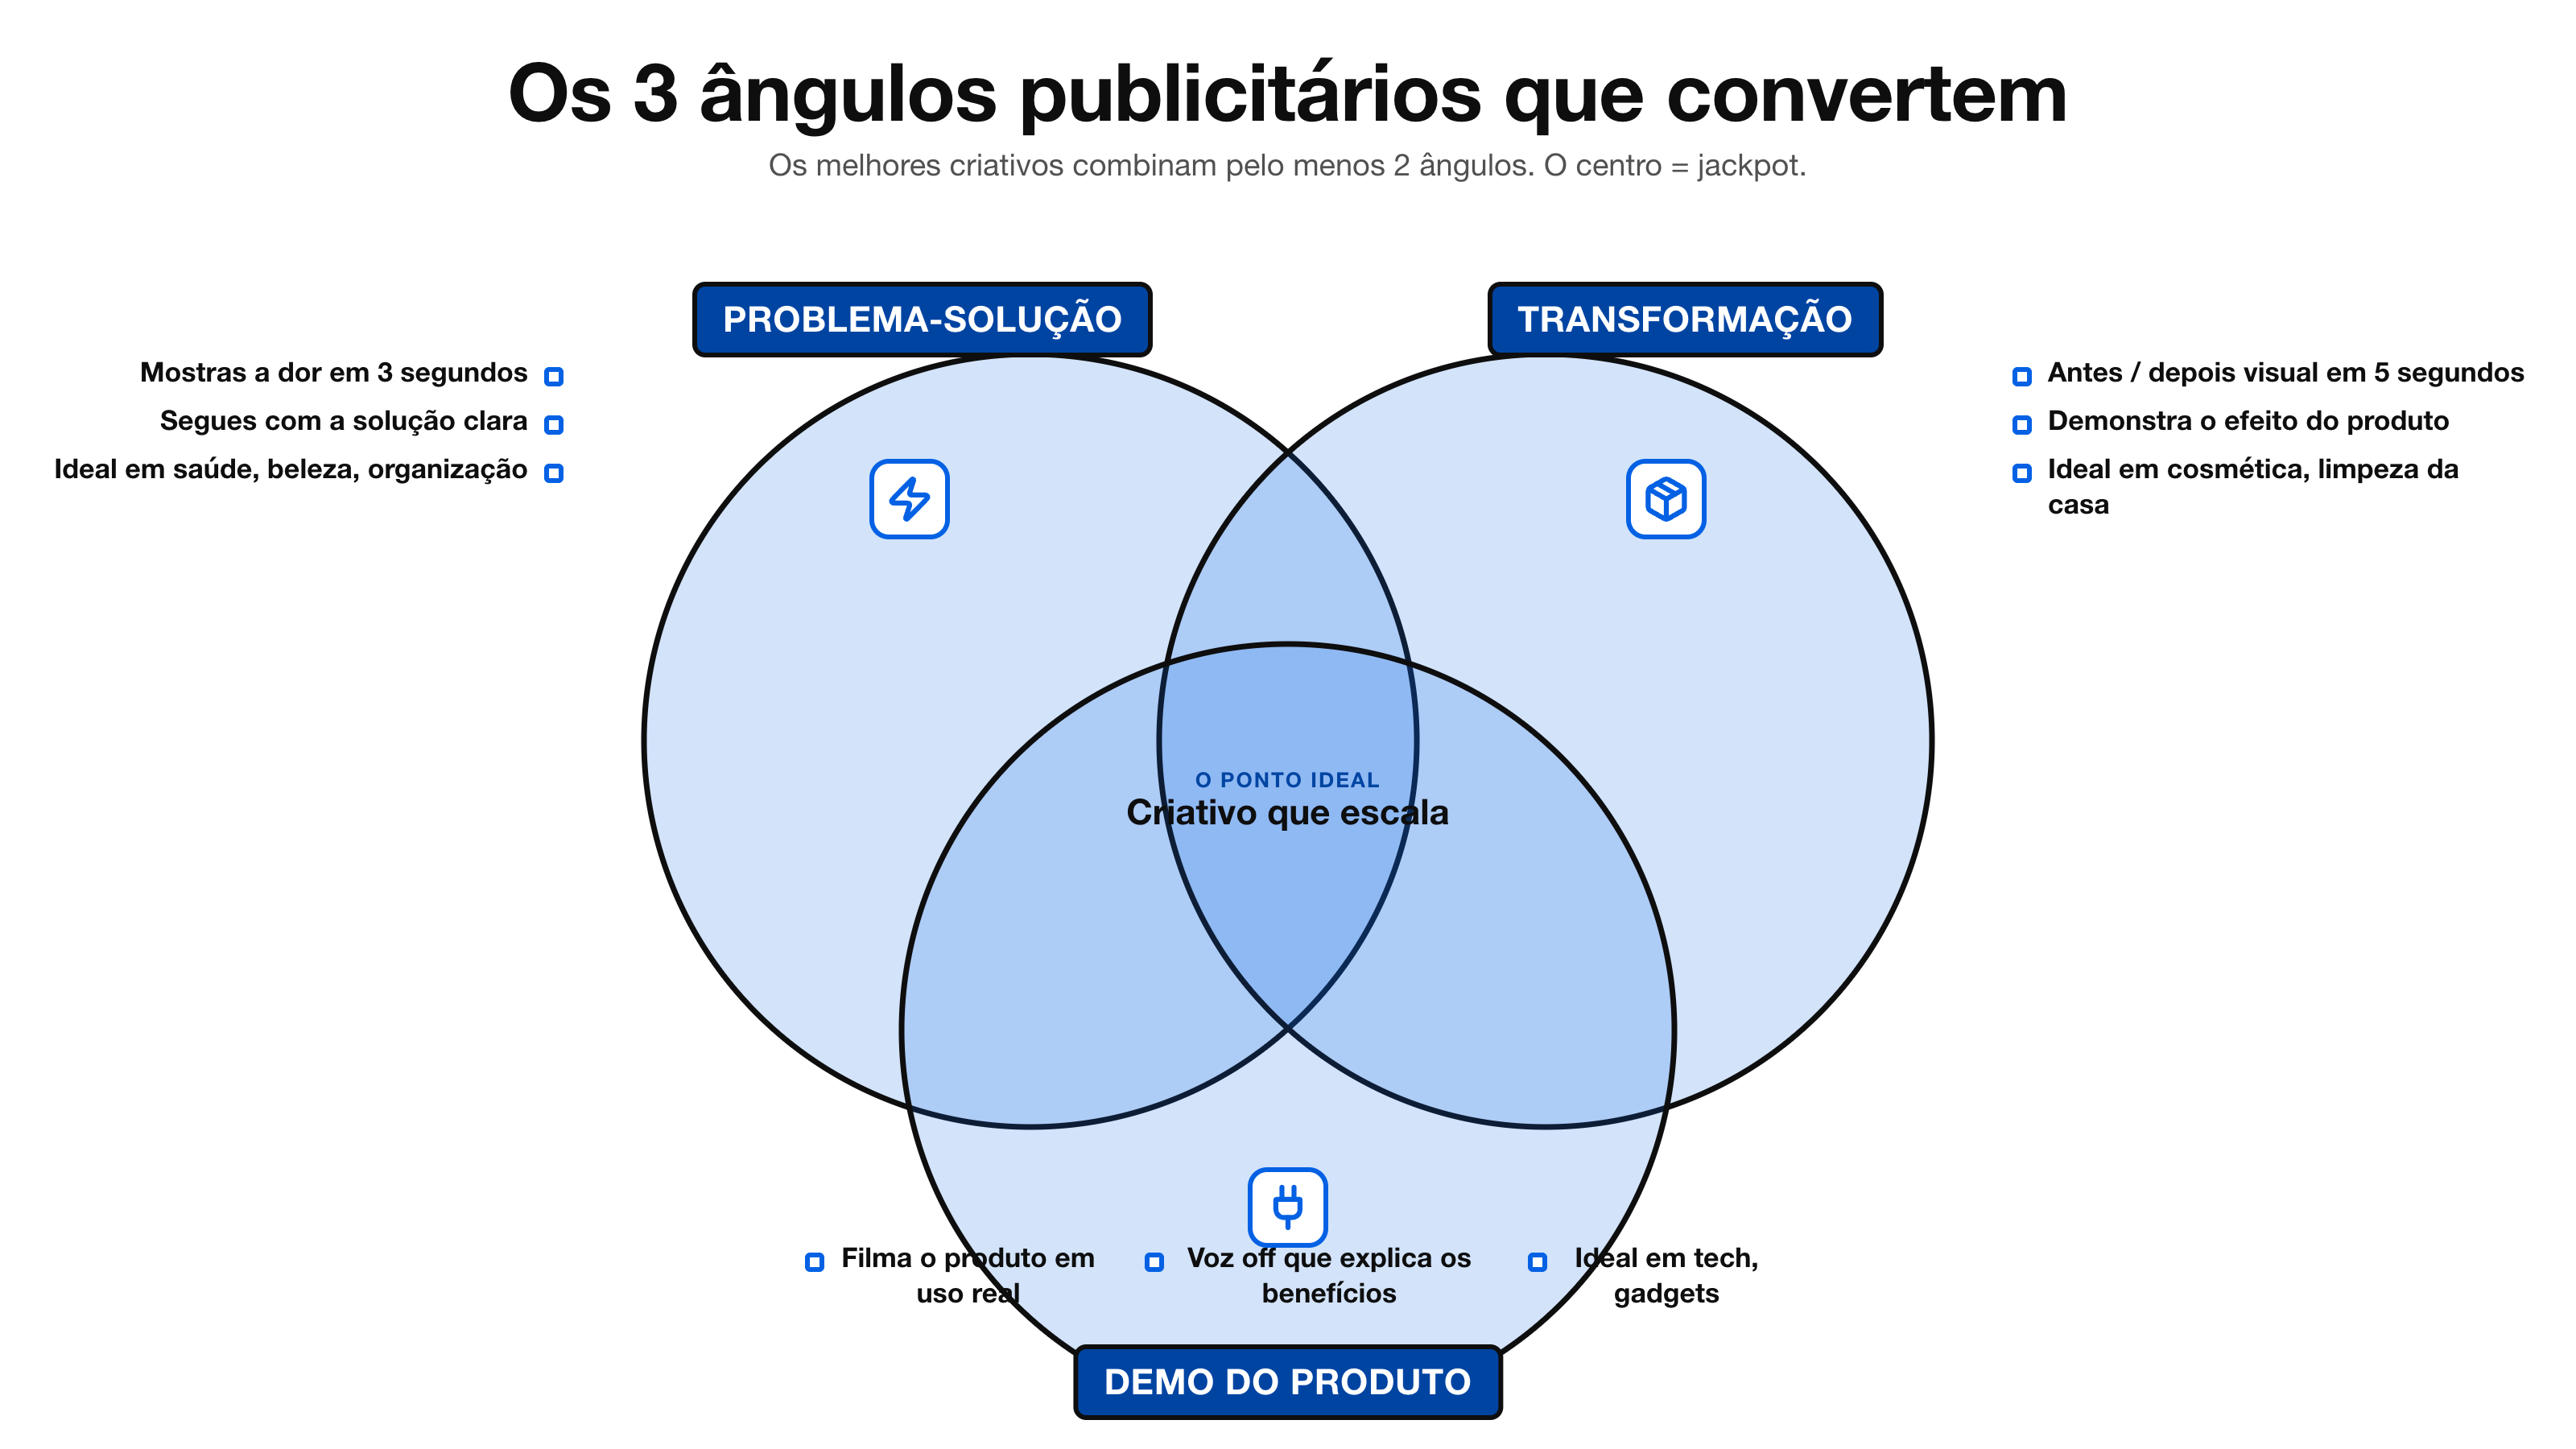 Os 3 ângulos publicitários que convertem
Os melhores criativos combinam pelo menos 2 ângulos. O centro = jackpot.
PROBLEMA-SOLUÇÃO
Mostras a dor em 3 segundos
Segues com a solução clara
Ideal em saúde, beleza, organização
TRANSFORMAÇÃO
Antes / depois visual em 5 segundos
Demonstra o efeito do produto
Ideal em cosmética, limpeza da
casa
O PONTO IDEAL
Criativo que escala
Filma o produto em
uso real
Voz off que explica os
benefícios
Ideal em tech,
gadgets
DEMO DO PRODUTO